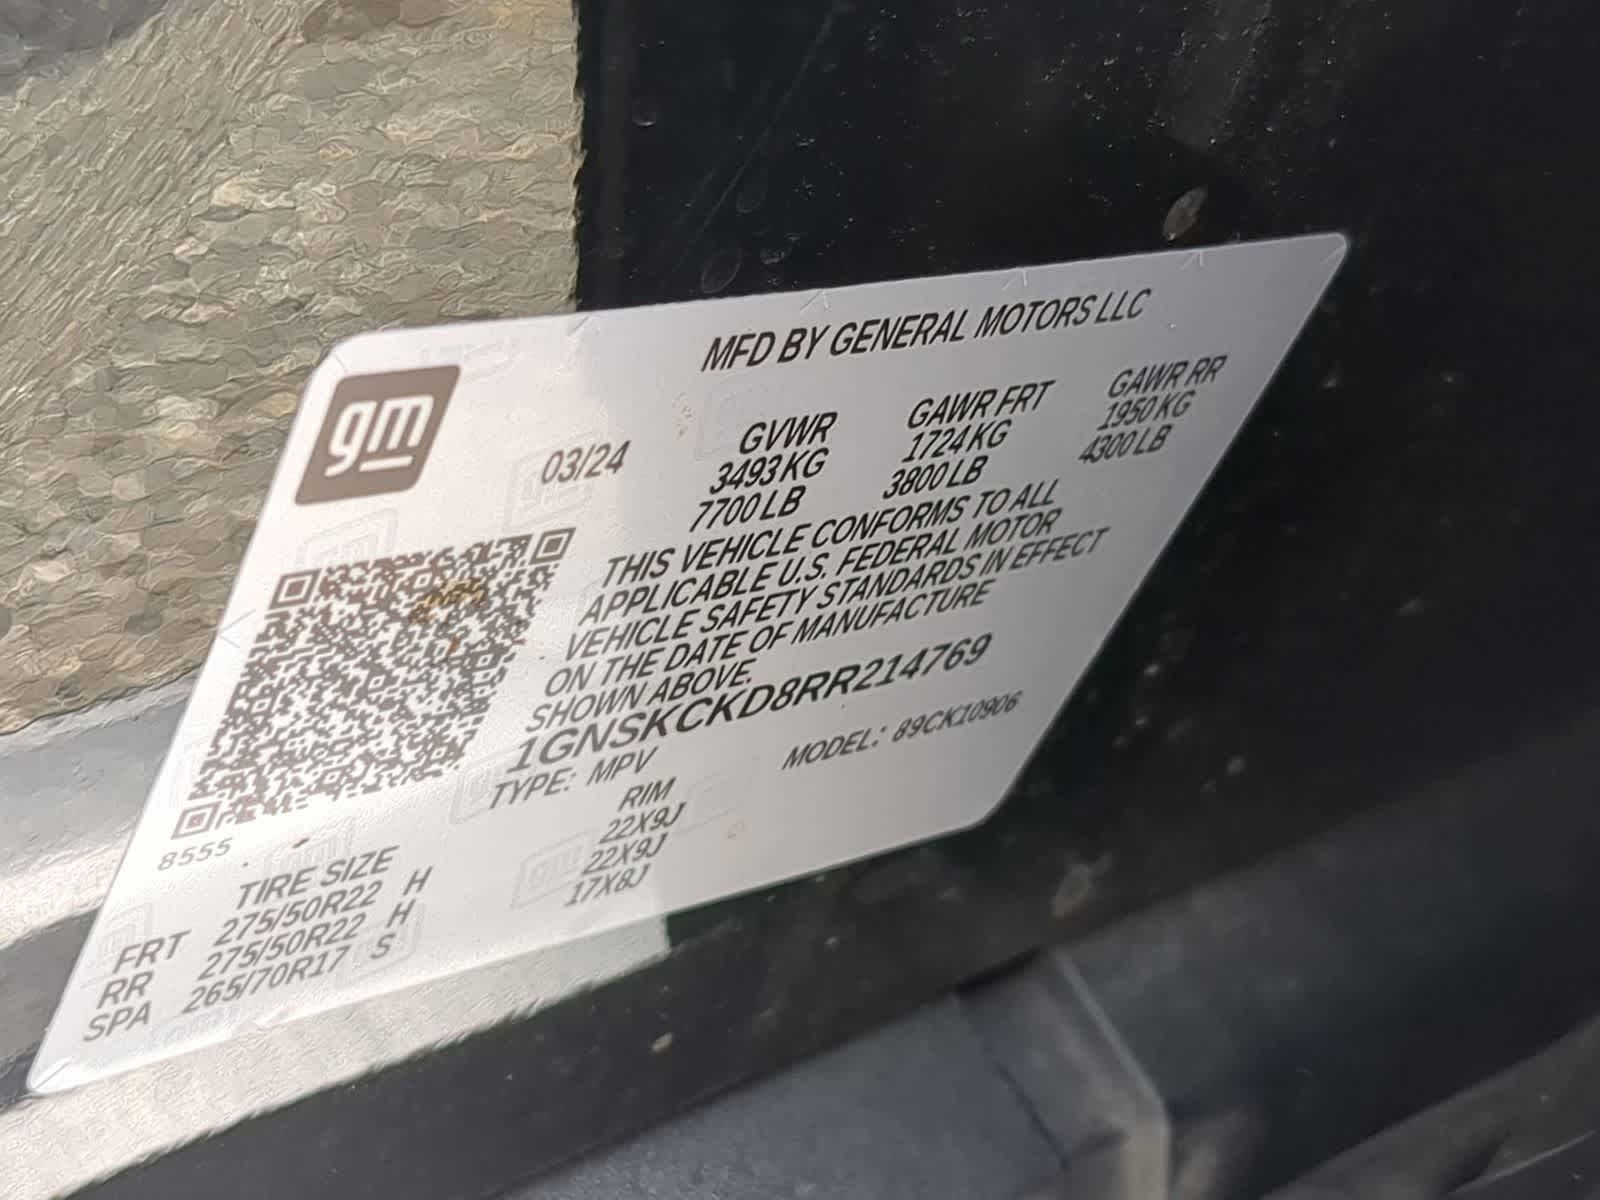 MFD BY GENERAL MOTORS LLC
gm
03/24
GVWR GAWR FRT GAWR RR
3493 KG 1724 KG 1950 KG
7700 LB 3800 LB 4300 LB
THIS VEHICLE CONFORMS TO ALL
APPLICABLE U.S. FEDERAL MOTOR
VEHICLE SAFETY STANDARDS IN EFFECT
ON THE DATE OF MANUFACTURE
SHOWN ABOVE.
1GNSKCKD8RR214769
TYPE: MPV MODEL: 89CK10906
8555
TIRE SIZE RIM
FRT 275/50R22 H 22X9J
RR 275/50R22 H 22X9J
SPA 265/70R17 S 17X8J